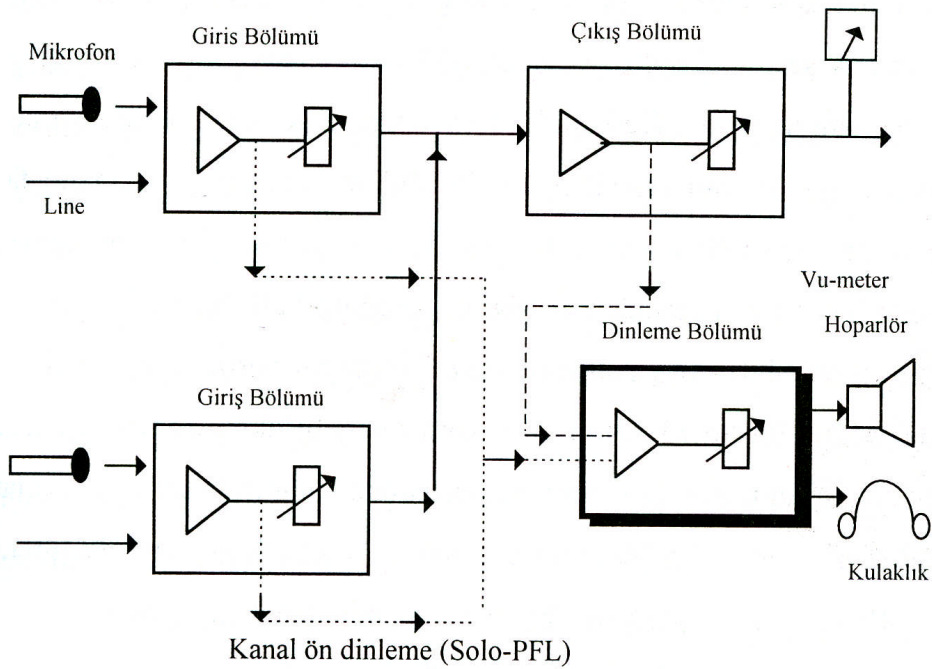 Giris Bölümü
Çıkış Bölümü
Mikrofon
Line
Vu-meter
Hoparlör
Dinleme Bölümü
Giriş Bölümü
Kulaklık
Kanal ön dinleme (Solo-PFL)